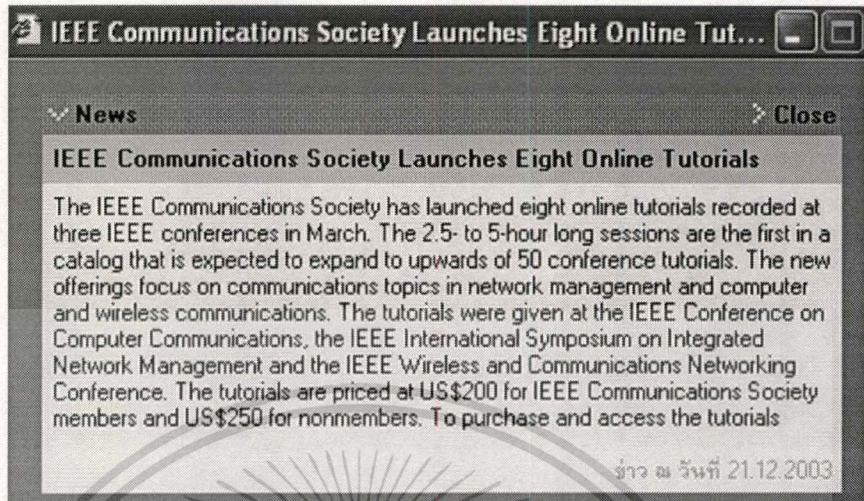 IEEE Communications Society Launches Eight Online Tut...
News
Close
IEEE Communications Society Launches Eight Online Tutorials
The IEEE Communications Society has launched eight online tutorials recorded at
three IEEE conferences in March. The 2.5- to 5-hour long sessions are the first in a
catalog that is expected to expand to upwards of 50 conference tutorials. The new
offerings focus on communications topics in network management and computer
and wireless communications. The tutorials were given at the IEEE Conference on
Computer Communications, the IEEE International Symposium on Integrated
Network Management and the IEEE Wireless and Communications Networking
Conference. The tutorials are priced at US$200 for IEEE Communications Society
members and US$250 for nonmembers. To purchase and access the tutorials
ข่าว ณ วันที่ 21.12.2003